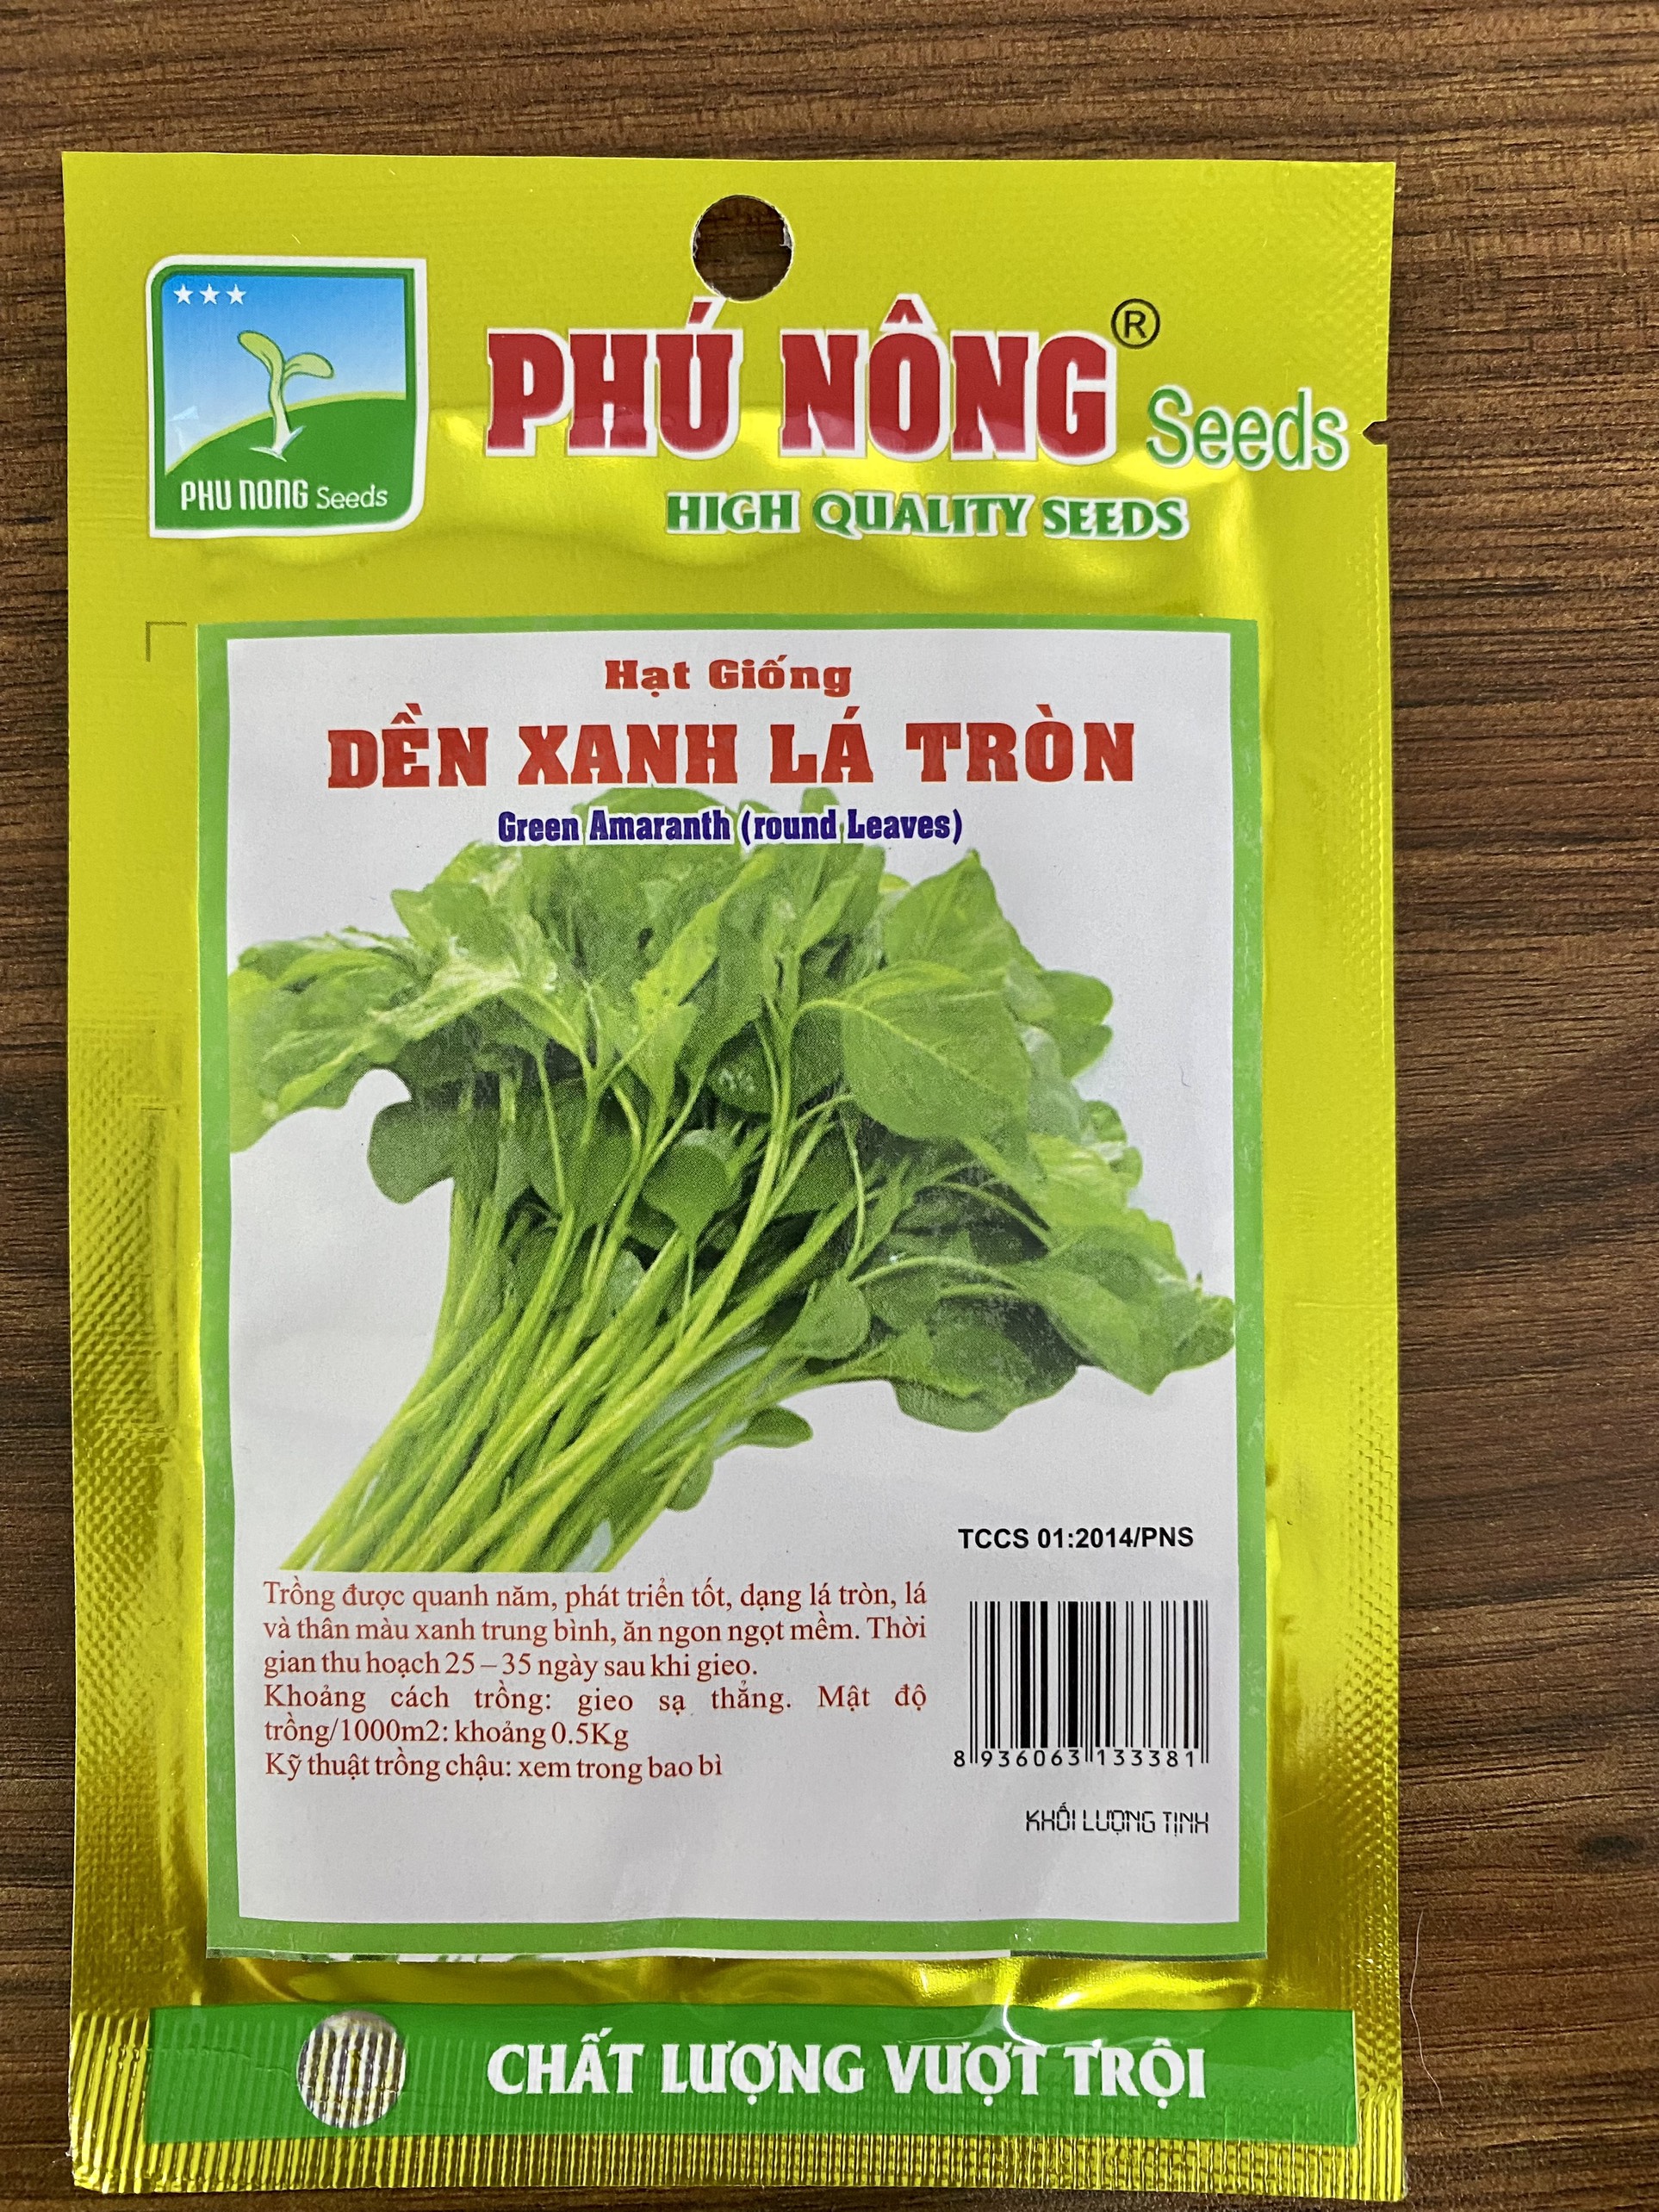 PHU NONG Seeds
PHÚ NÔNG® Seeds
HIGH QUALITY SEEDS
Hạt Giống
DỀN XANH LÁ TRÒN
Green Amaranth (round Leaves)
TCCS 01:2014/PNS
Trồng được quanh năm, phát triển tốt, dạng lá tròn, lá
và thân màu xanh trung bình, ăn ngon ngọt mềm. Thời
gian thu hoạch 25 – 35 ngày sau khi gieo.
Khoảng cách trồng: gieo sạ thẳng. Mật độ
trồng/1000m2: khoảng 0.5Kg
Kỹ thuật trồng chậu: xem trong bao bì
8 936063 133381
KHỐI LƯỢNG TỊNH
CHẤT LƯỢNG VƯỢT TRỘI